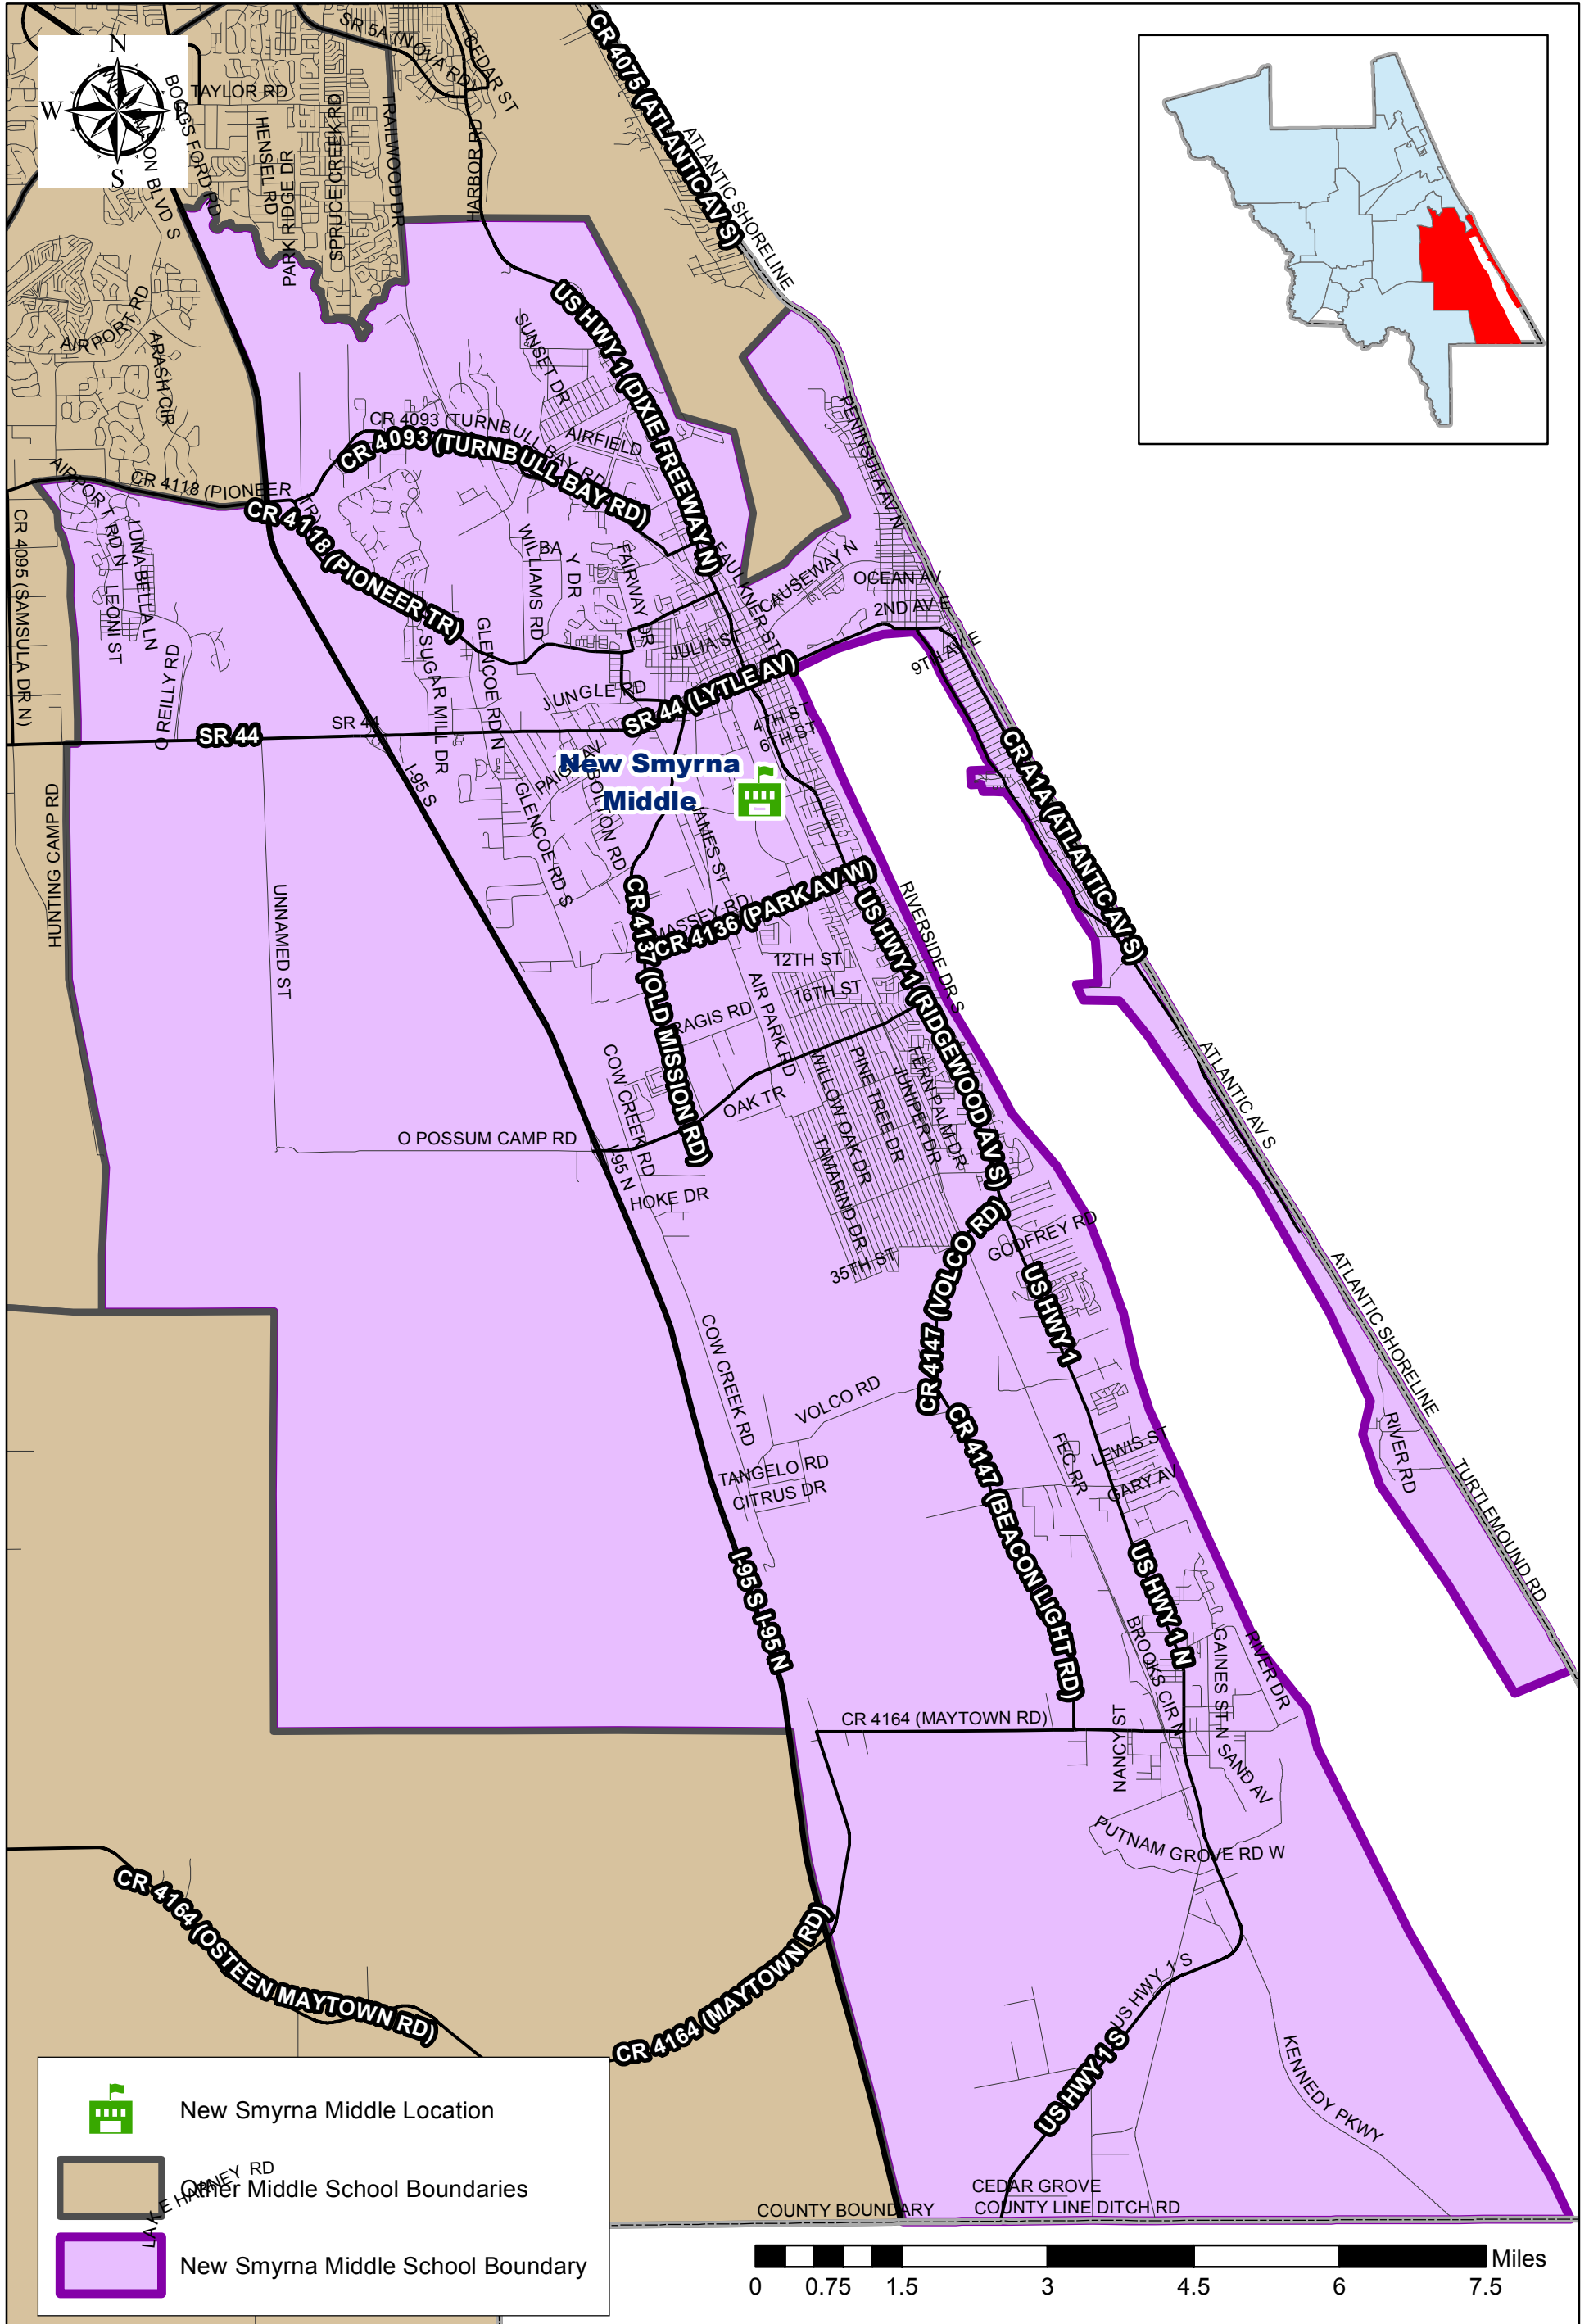 SR 5A (NOVA RD)
CEDAR ST
CR 4075 (ATLANTIC AV S)
ATLANTIC SHORELINE
N
W
S
BOGGS FORD RD
TAYLOR RD
HENSEL RD
PARK RIDGE DR
SPRUCE CREEK RD
TRAILWOOD DR
HARBOR RD
AIRPORT RD
ARASH CIR
SUNSET DR
US HWY 1 (DIXIE FREEWAY N)
CR 4093 (TURNBULL BAY RD)
CR 4093 (TURNBULL BAY RD)
AIRFIELD
PENINSULA AV N
AIRPORT RD N
CR 4118 (PIONEER TR)
CR 4118 (PIONEER TR)
CR 4095 (SAMSULA DR N)
LUNA BELLA LN
LEONI ST
O REILLY RD
WILLIAMS RD
BAY DR
FAIRWAY DR
FAULKNER ST
CAUSEWAY N
OCEAN AV
2ND AV E
9TH AV E
JULIA ST
SUGAR MILL DR
GLENCOE RD N
JUNGLE RD
SR 44 (LYTLE AV)
SR 44
SR 44
4TH ST
6TH ST
I-95 S
New Smyrna
Middle
BOLTON RD
GLENCOE RD S
JAMES ST
CR A1A (ATLANTIC AV S)
HUNTING CAMP RD
UNNAMED ST
MASSEY RD
CR 4136 (PARK AV W)
CR 4137 (OLD MISSION RD)
RIVERSIDE DR S
US HWY 1 (RIDGEWOOD AV S)
12TH ST
16TH ST
RAGIS RD
AIR PARK RD
COW CREEK RD
OAK TR
WILLOW OAK DR
PINE TREE DR
JUNIPER DR
FERN PALM DR
TAMARIND DR
ATLANTIC AV S
O POSSUM CAMP RD
I-95 N
HOKE DR
35TH ST
CR 4147 (VOLCO RD)
GODFREY RD
US HWY 1
ATLANTIC SHORELINE
COW CREEK RD
VOLCO RD
TANGELO RD
CITRUS DR
CR 4147 (BEACON LIGHT RD)
FEC RR
LEWIS ST
GARY AV
RIVER RD
TURTLEMOUND RD
I-95 S I-95 N
US HWY 1 N
BROOKS CIR N
GAINES ST N
RIVER DR
CR 4164 (MAYTOWN RD)
NANCY ST
SAND AV
PUTNAM GROVE RD W
CR 4164 (OSTEEN MAYTOWN RD)
CR 4164 (MAYTOWN RD)
US HWY 1 S
US HWY 1 S
KENNEDY PKWY
CEDAR GROVE
COUNTY BOUNDARY
COUNTY LINE DITCH RD
New Smyrna Middle Location
LAKE HARNEY RD
Other Middle School Boundaries
New Smyrna Middle School Boundary
Miles
0 0.75 1.5 3 4.5 6 7.5